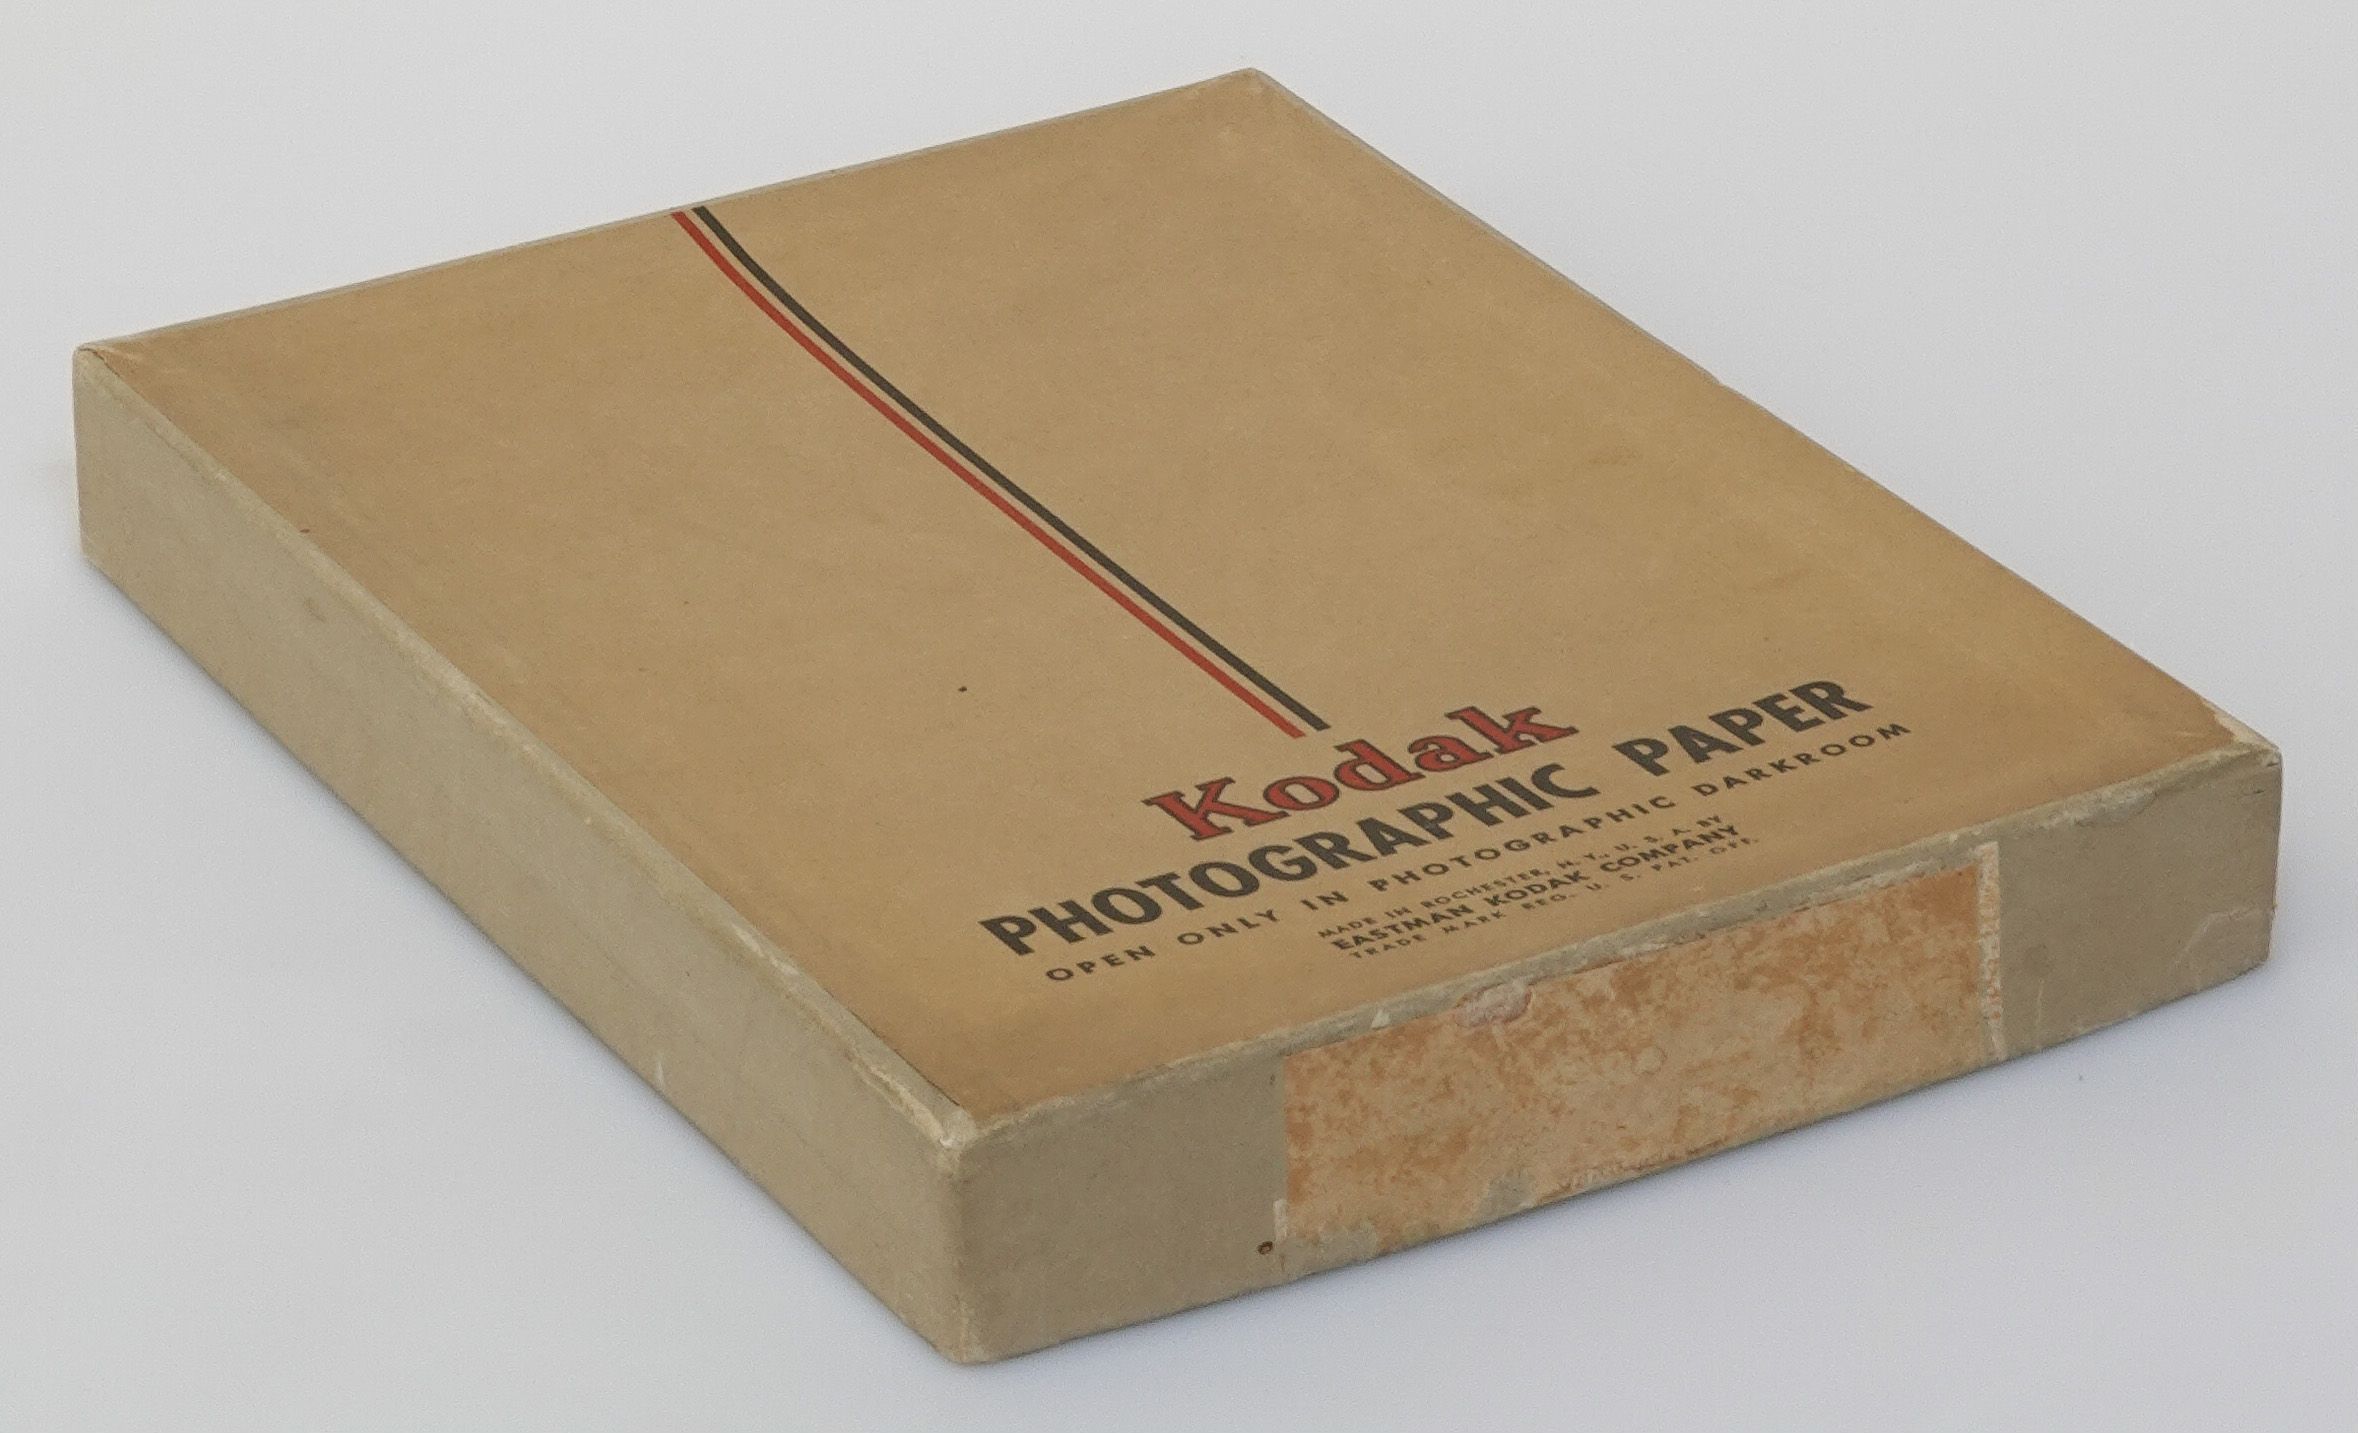 Kodak
PHOTOGRAPHIC PAPER
OPEN ONLY IN PHOTOGRAPHIC DARKROOM
MADE IN ROCHESTER, N. Y., U. S. A. BY
EASTMAN KODAK COMPANY
TRADE MARK REG. U. S. PAT. OFF.